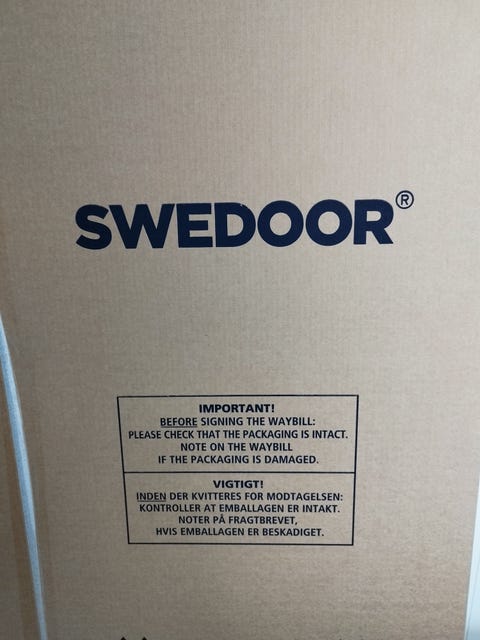 SWEDOOR®
IMPORTANT!
BEFORE SIGNING THE WAYBILL:
PLEASE CHECK THAT THE PACKAGING IS INTACT.
NOTE ON THE WAYBILL
IF THE PACKAGING IS DAMAGED.
VIGTIGT!
INDEN DER KVITTERES FOR MODTAGELSEN:
KONTROLLER AT EMBALLAGEN ER INTAKT.
NOTER PÅ FRAGTBREVET,
HVIS EMBALLAGEN ER BESKADIGET.